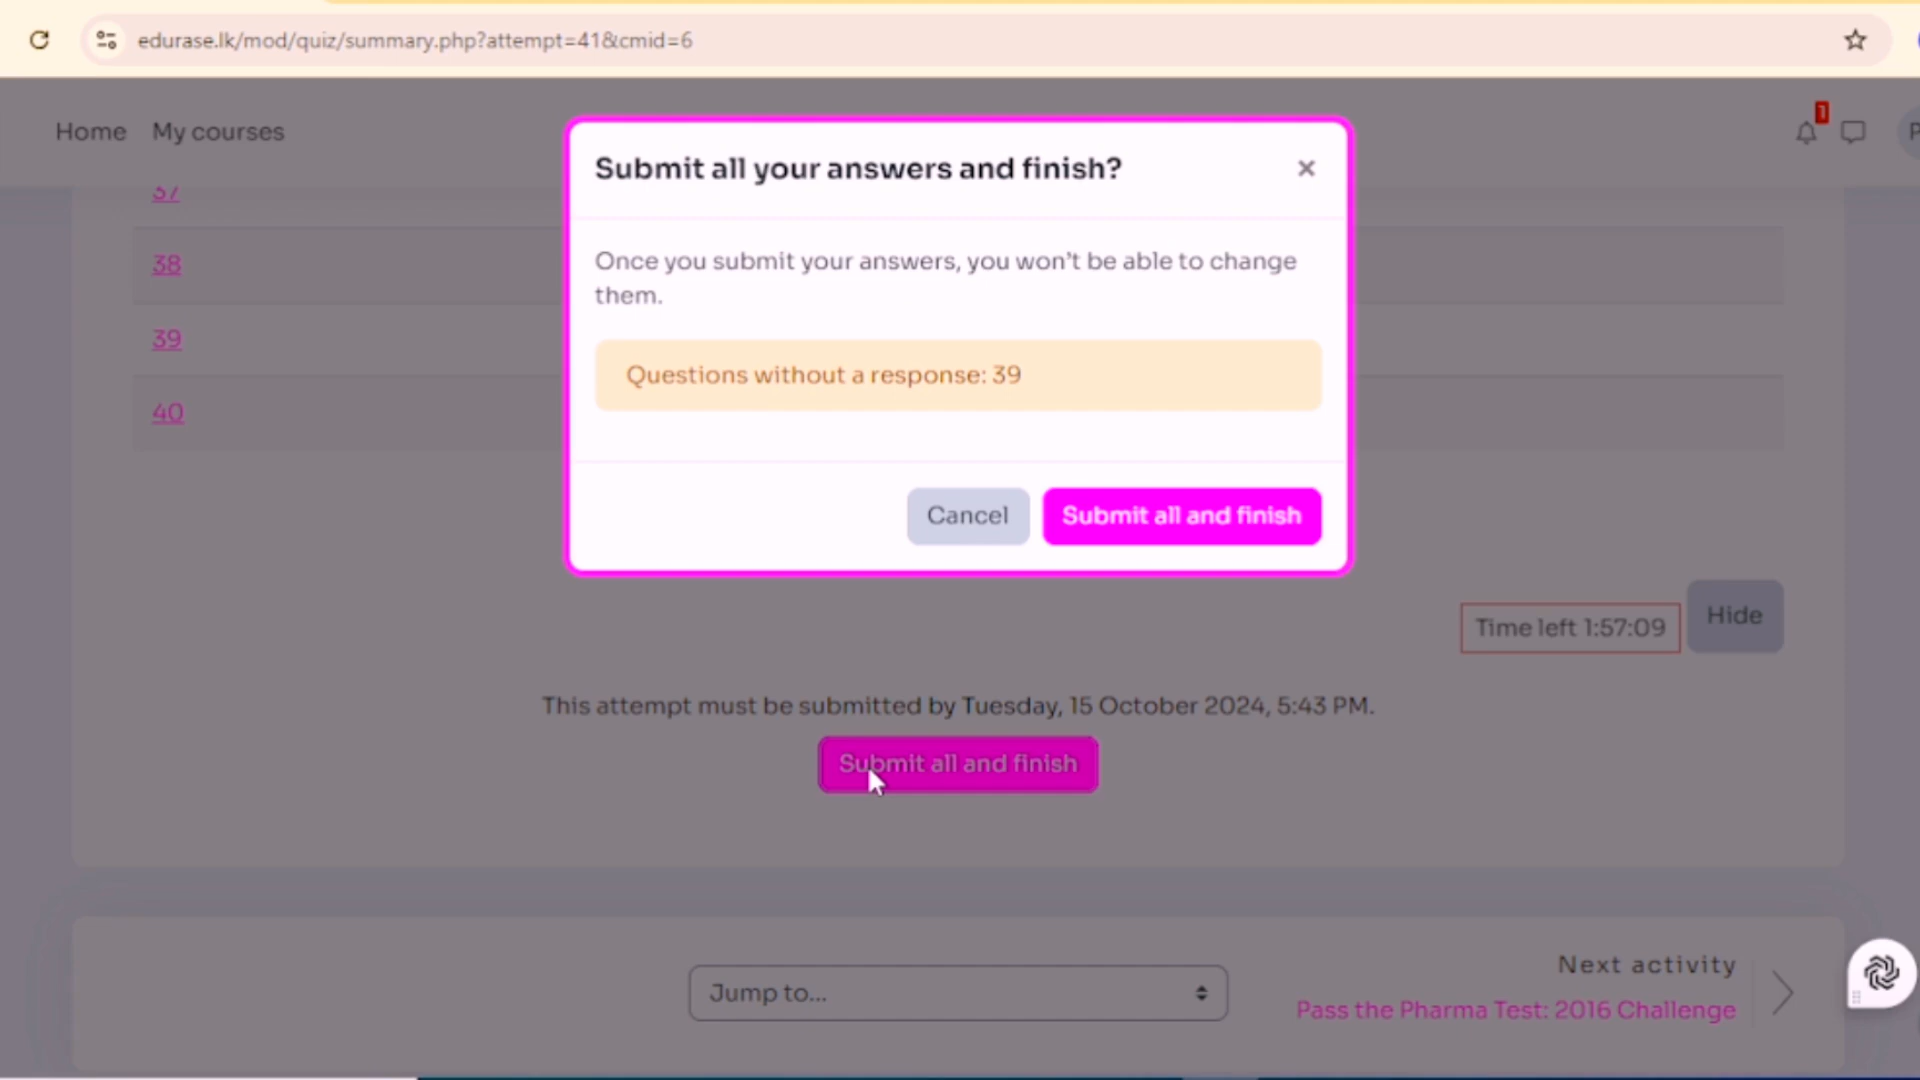 edurase.lk/mod/quiz/summary.php?attempt=41&cmid=6
Home My courses
1
P
Submit all your answers and finish?
×
Once you submit your answers, you won't be able to change
them.
Questions without a response: 39
Cancel Submit all and finish
37
38
39
40
Time left 1:57:09
Hide
This attempt must be submitted by Tuesday, 15 October 2024, 5:43 PM.
Submit all and finish
Jump to...
Next activity
Pass the Pharma Test: 2016 Challenge